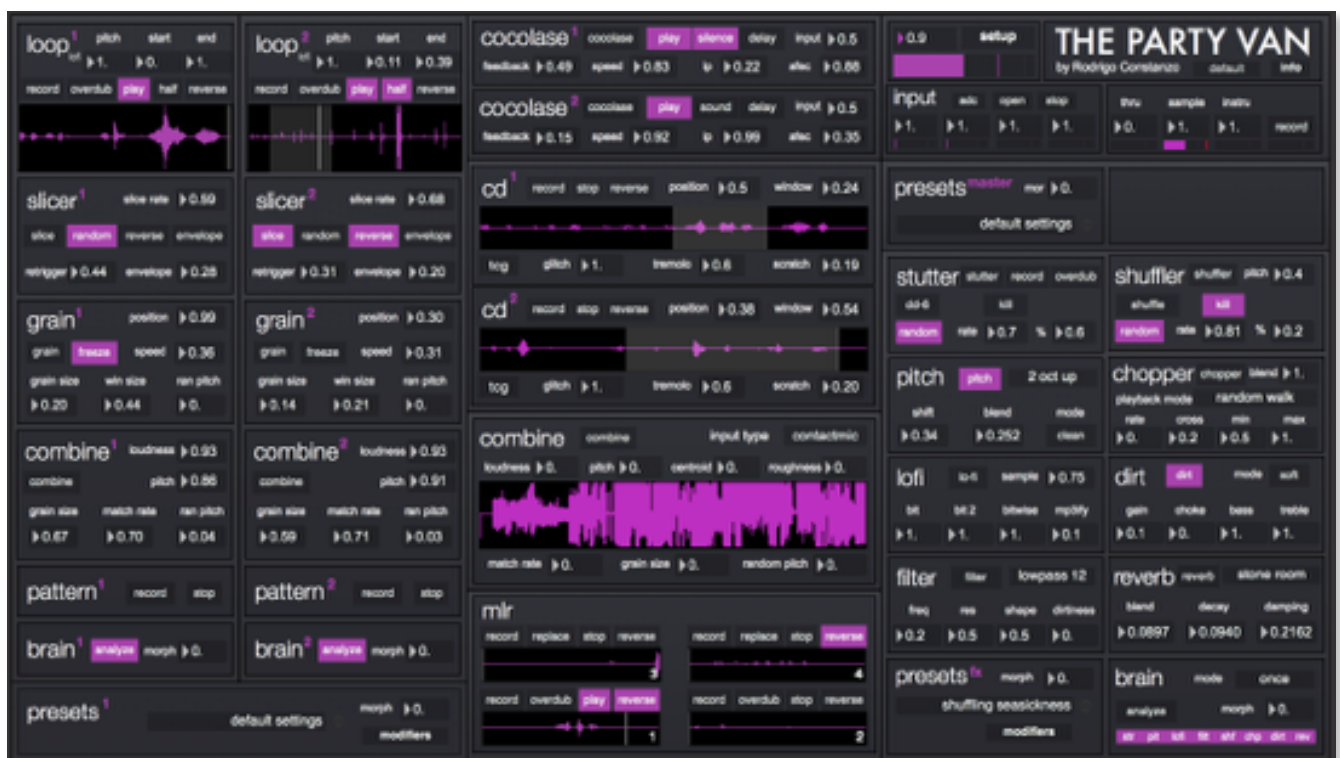 loop 1 pitch start end
1. 0. 1.
record overdub play half reverse
slicer 1 slice rate 0.59
slice random reverse envelope
retrigger 0.44 envelope 0.28
grain 1 position 0.99
grain freeze speed 0.36
grain size win size ran pitch
0.20 0.44 0.
combine 1 loudness 0.93
combine pitch 0.86
grain size match rate ran pitch
0.67 0.70 0.04
pattern 1 record stop
brain 1 analyze morph 0.
loop 2 pitch start end
1. 0.11 0.39
record overdub play half reverse
slicer 2 slice rate 0.68
slice random reverse envelope
retrigger 0.31 envelope 0.20
grain 2 position 0.30
grain freeze speed 0.31
grain size win size ran pitch
0.14 0.21 0.
combine 2 loudness 0.93
combine pitch 0.91
grain size match rate ran pitch
0.59 0.71 0.03
pattern 2 record stop
brain 2 analyze morph 0.
presets 1 morph 0.
default settings
modifiers
cocolase 1 cocolase play silence delay input 0.5
feedback 0.49 speed 0.83 lp 0.22 0.88
cocolase 2 cocolase play sound delay input 0.5
feedback 0.15 speed 0.92 lp 0.99 0.35
cd 1 record stop reverse position 0.5 window 0.24
tog glitch 1. tremolo 0.6 scratch 0.19
cd 2 record stop reverse position 0.38 window 0.54
tog glitch 1. tremolo 0.6 scratch 0.20
combine combine input type contactmic
loudness 0. pitch 0. centroid 0. roughness 0.
match rate 0. grain size 0. random pitch 0.
mlr
record replace stop reverse
3
record replace stop reverse
4
record overdub play reverse
1
record overdub stop reverse
2
0.9 setup
THE PARTY VAN
by Rodrigo Constanzo default info
input adc open stop
1. 1. 1. 1.
thru sample instru
0. 1. 1. record
presets master mor 0.
default settings
stutter stutter record overdub
dd-6 kill
random rate 0.7 % 0.6
shuffler shuffler pitch 0.4
shuffle kill
random rate 0.81 % 0.2
pitch pitch 2 oct up
shift blend mode
0.34 0.252 clean
chopper chopper blend 1.
playback mode random walk
rate cross min max
0. 0.2 0.5 1.
lofi lo-fi sample 0.75
bit bit 2 bitwise mp3ify
1. 1. 1. 0.1
dirt dirt mode soft
gain choke bass treble
0.1 0. 1. 1.
filter filter lowpass 12
freq res shape dirtiness
0.2 0.5 0.5 0.
reverb reverb stone room
blend decay damping
0.0897 0.0940 0.2162
presets fx morph 0.
shuffling seasickness
modifiers
brain mode once
analyze morph 0.
str pit lofi filt shf chp dirt rev